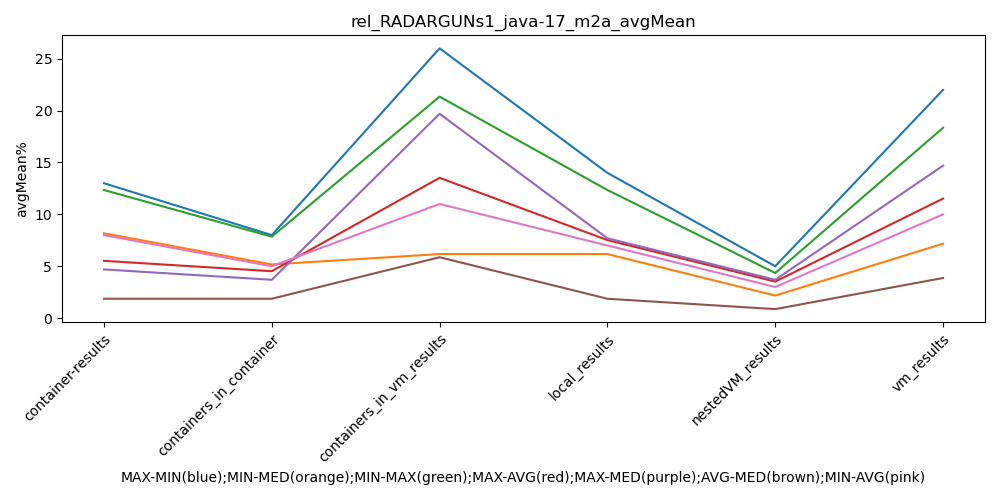 rel_RADARGUNs1_java-17_m2a_avgMean
avgMean%
25
20
15
10
5
0
container-results
containers_in_container
containers_in_vm_results
local_results
nestedVM_results
vm_results
MAX-MIN(blue);MIN-MED(orange);MIN-MAX(green);MAX-AVG(red);MAX-MED(purple);AVG-MED(brown);MIN-AVG(pink)